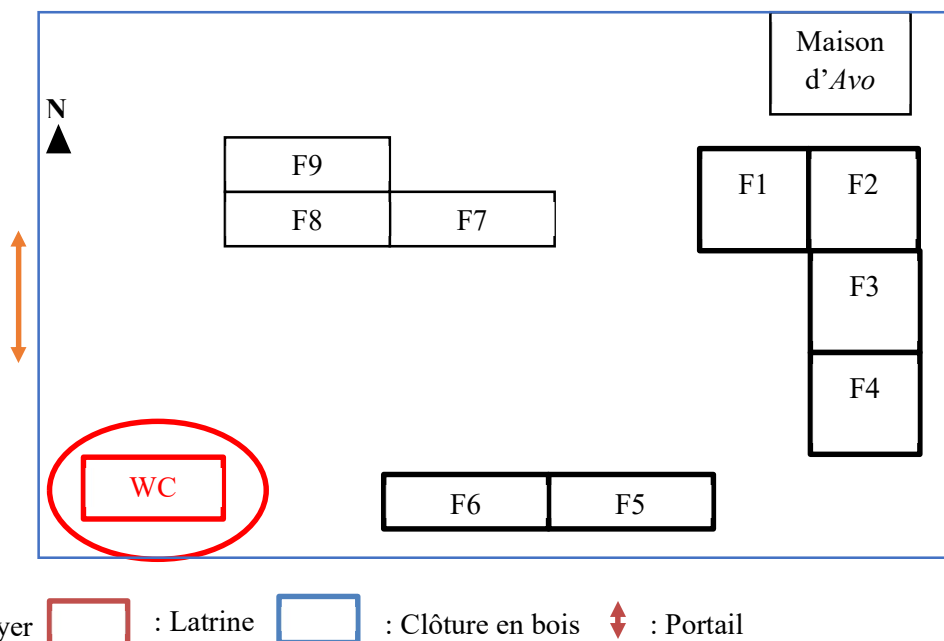 Maison
d'Avo
N
F9
F1 F2
F8 F7
F3
F4
WC
F6 F5
yer : Latrine : Clôture en bois : Portail